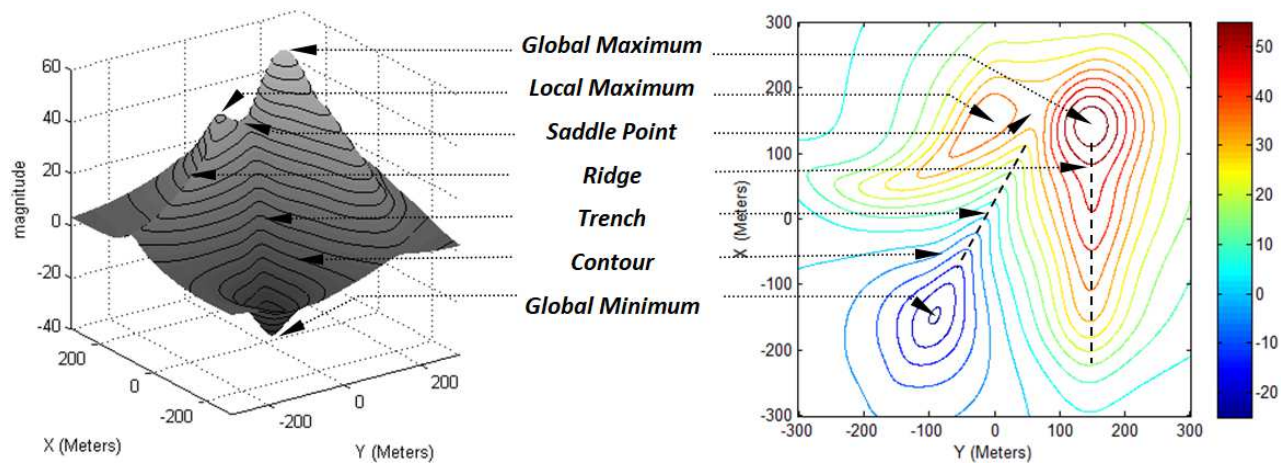 60
40
20
0
-20
-40
magnitude
200
0
-200
X (Meters)
-200
0
200
Y (Meters)
Global Maximum
Local Maximum
Saddle Point
Ridge
Trench
Contour
Global Minimum
300
200
100
0
-100
-200
-300
X (Meters)
-300 -200 -100 0 100 200 300
Y (Meters)
50
40
30
20
10
0
-10
-20